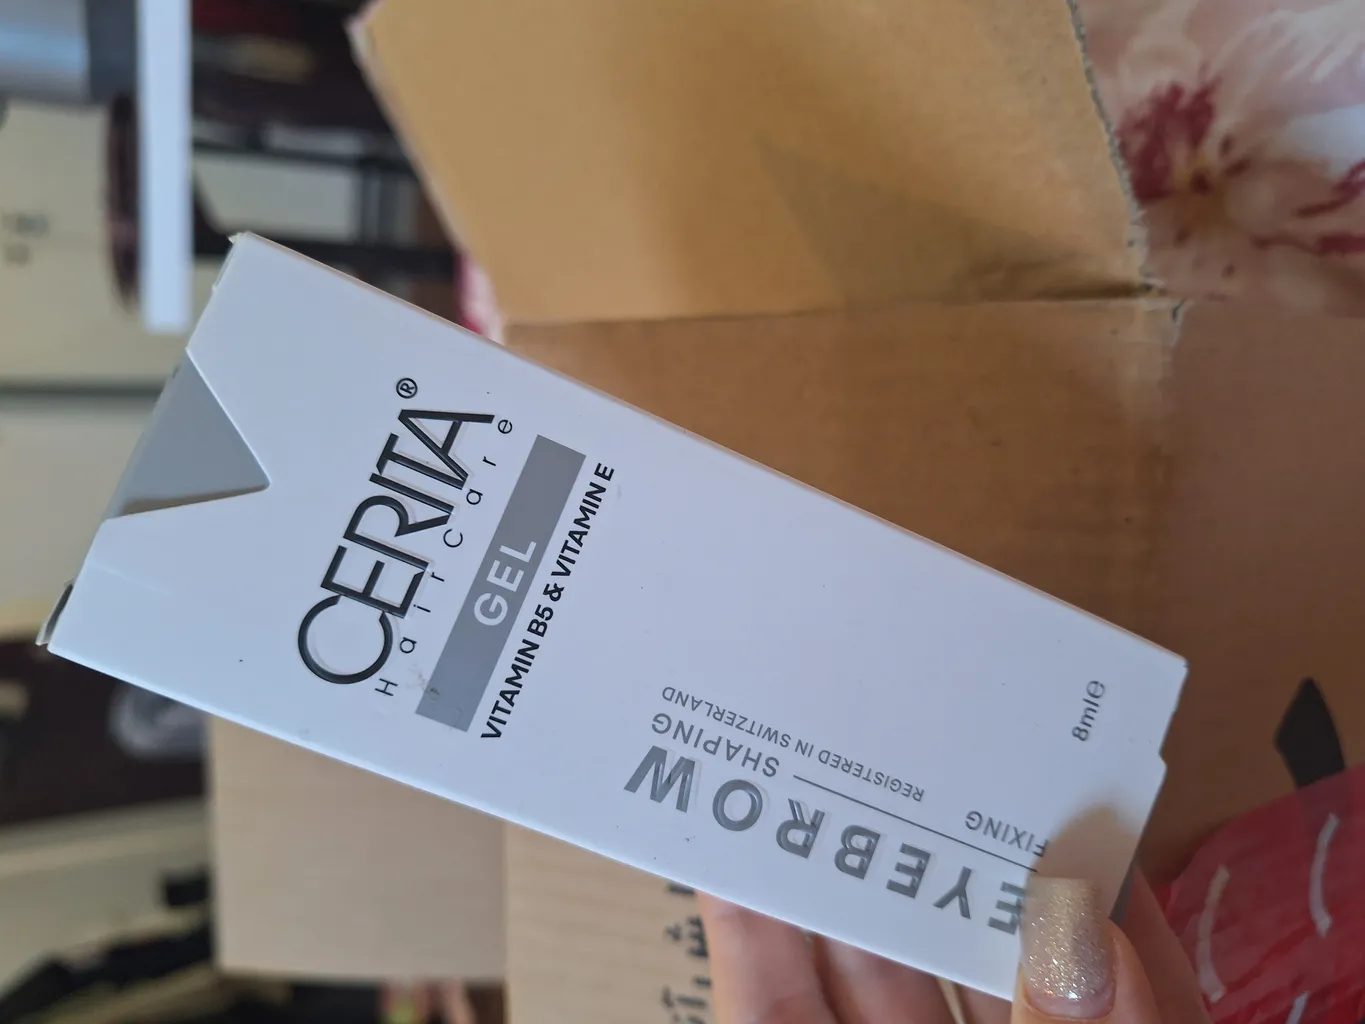 CERITA®
Hair Care
GEL
VITAMIN B5 & VITAMIN E
EYEBROW
FIXING
SHAPING
REGISTERED IN SWITZERLAND
8ml e